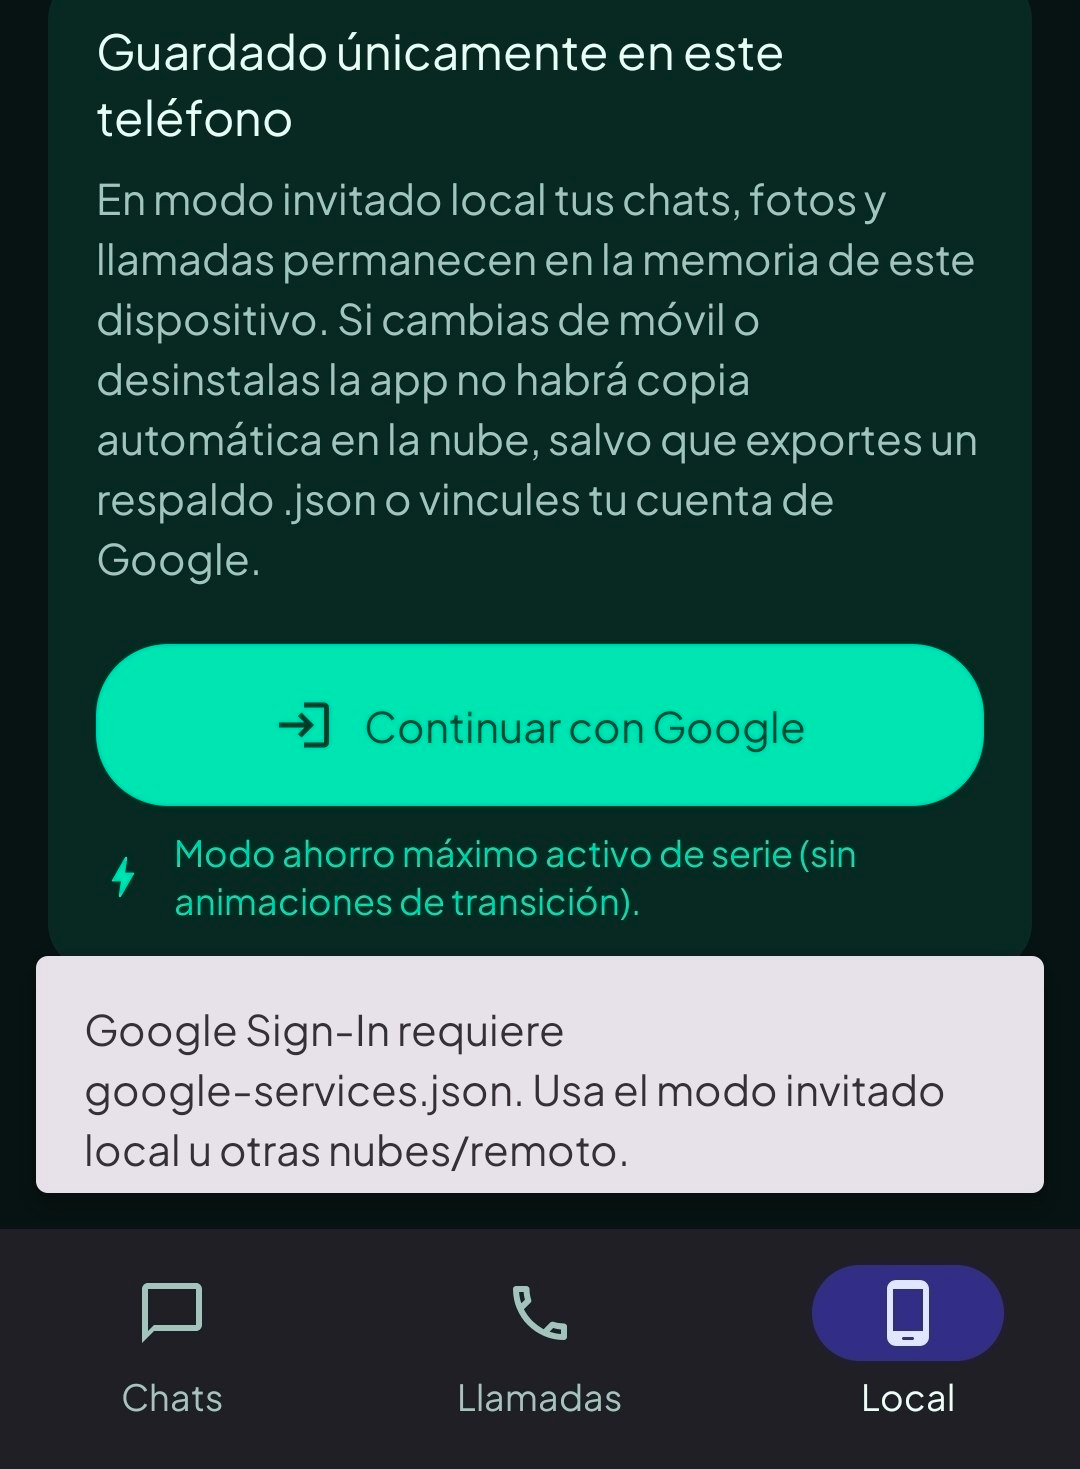 Guardado únicamente en este
teléfono
En modo invitado local tus chats, fotos y
llamadas permanecen en la memoria de este
dispositivo. Si cambias de móvil o
desinstalas la app no habrá copia
automática en la nube, salvo que exportes un
respaldo .json o vincules tu cuenta de
Google.
Continuar con Google
Modo ahorro máximo activo de serie (sin
animaciones de transición).
Google Sign-In requiere
google-services.json. Usa el modo invitado
local u otras nubes/remoto.
Chats
Llamadas
Local